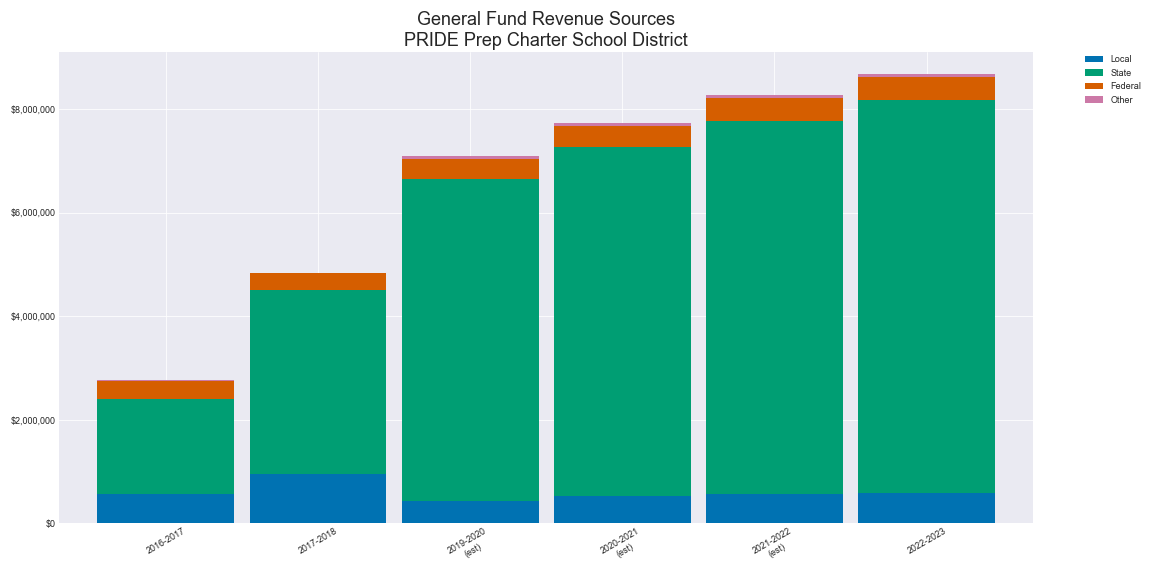 General Fund Revenue Sources
PRIDE Prep Charter School District
Local
State
Federal
Other
$8,000,000
$6,000,000
$4,000,000
$2,000,000
$0
2016-2017
2017-2018
2019-2020
(est)
2020-2021
(est)
2021-2022
(est)
2022-2023